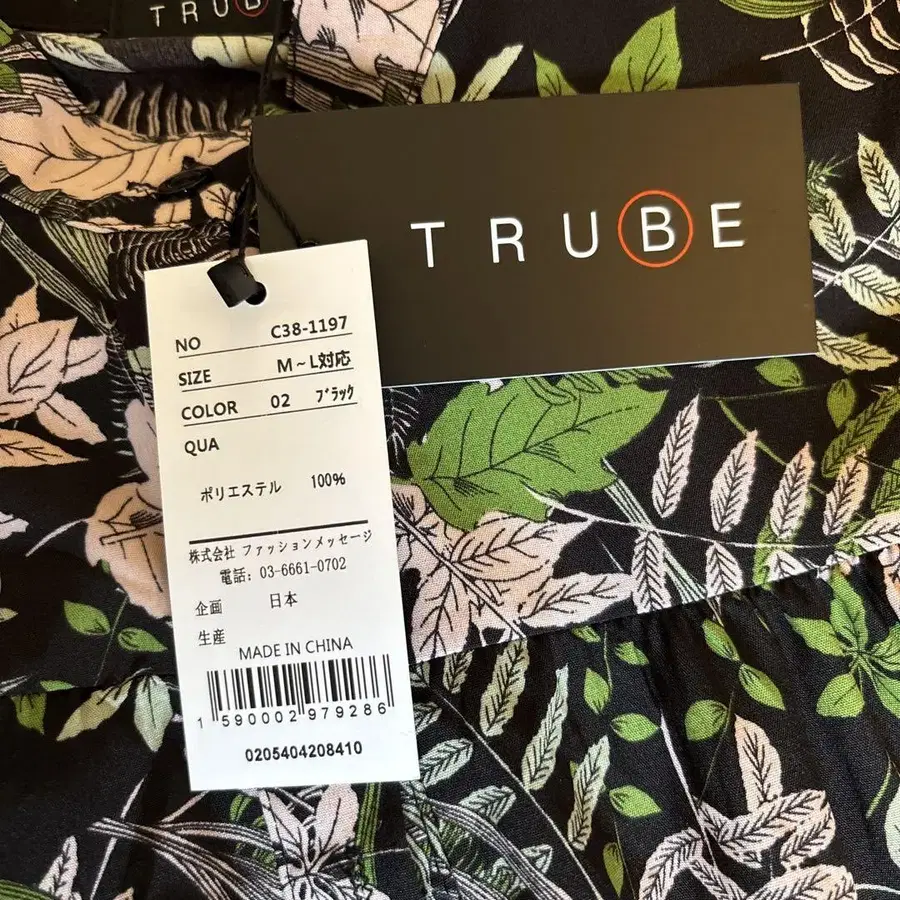 TRUB
TRUBE
NO C38-1197
SIZE M～L対応
COLOR 02 ﾌﾞﾗｯｸ
QUA
ポリエステル 100%
株式会社 ファッションメッセージ
電話: 03-6661-0702
企画 日本
生産
MADE IN CHINA
1 590002 979286
0205404208410